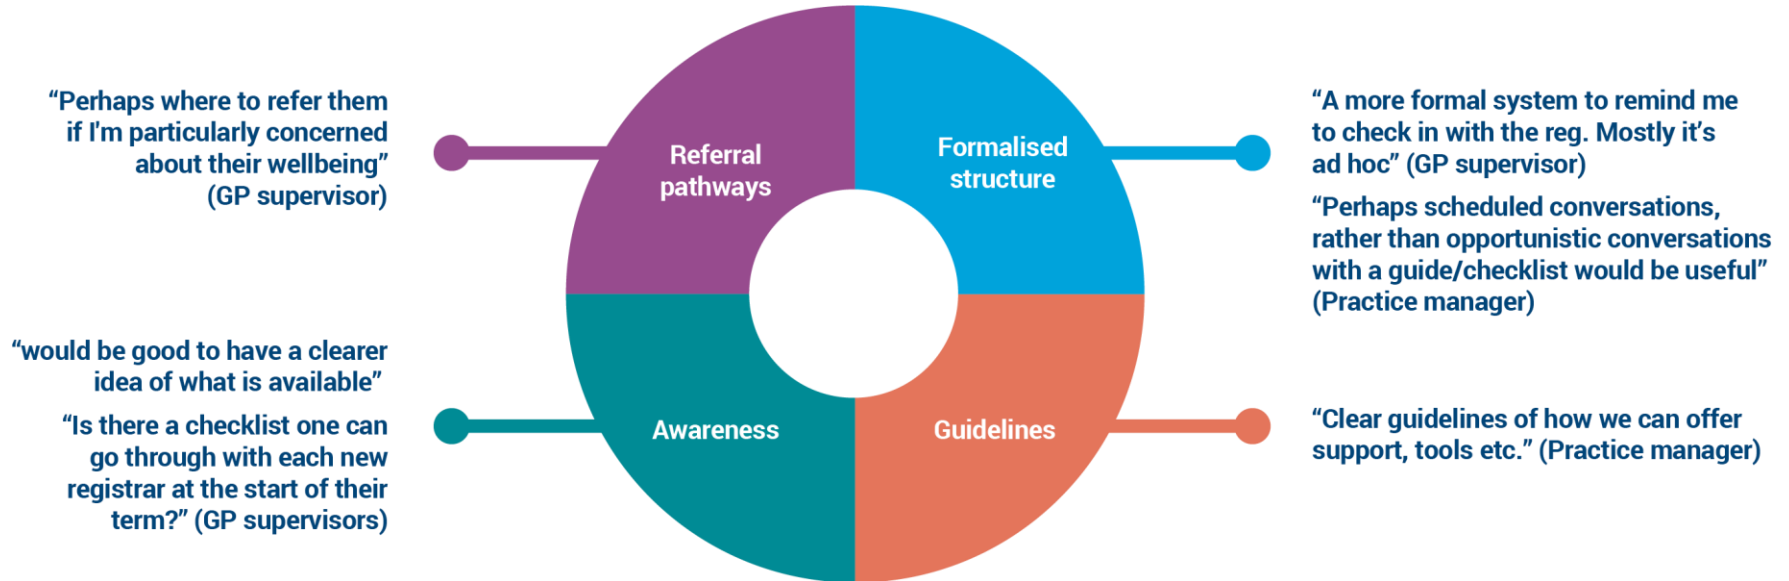 “Perhaps where to refer them
if I'm particularly concerned
about their wellbeing”
(GP supervisor)
Referral
pathways
Formalised
structure
“A more formal system to remind me
to check in with the reg. Mostly it’s
ad hoc” (GP supervisor)
“Perhaps scheduled conversations,
rather than opportunistic conversations
with a guide/checklist would be useful”
(Practice manager)
“would be good to have a clearer
idea of what is available”
“Is there a checklist one can
go through with each new
registrar at the start of their
term?” (GP supervisors)
Awareness
Guidelines
“Clear guidelines of how we can offer
support, tools etc.” (Practice manager)